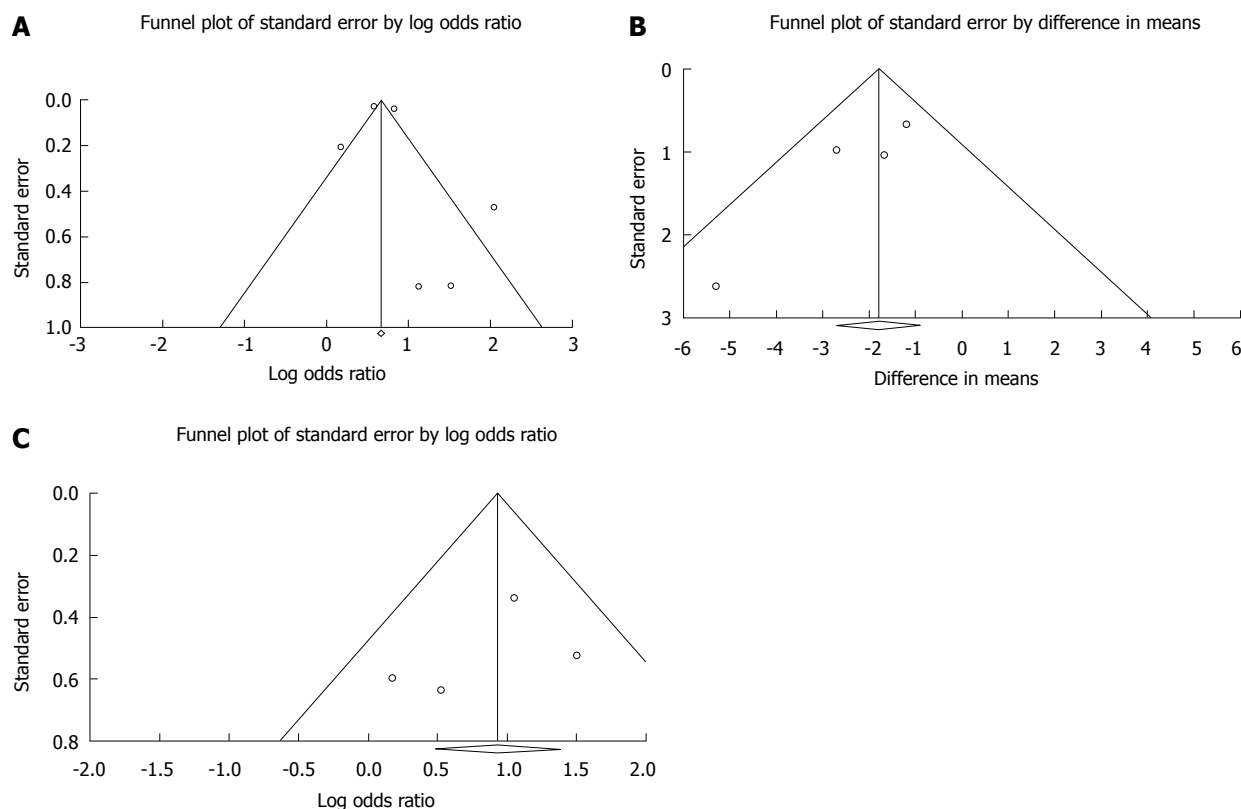 A
Funnel plot of standard error by log odds ratio
Standard error
0.0
0.2
0.4
0.6
0.8
1.0
-3 -2 -1 0 1 2 3
Log odds ratio
B
Funnel plot of standard error by difference in means
Standard error
0
1
2
3
-6 -5 -4 -3 -2 -1 0 1 2 3 4 5 6
Difference in means
C
Funnel plot of standard error by log odds ratio
Standard error
0.0
0.2
0.4
0.6
0.8
-2.0 -1.5 -1.0 -0.5 0.0 0.5 1.0 1.5 2.0
Log odds ratio